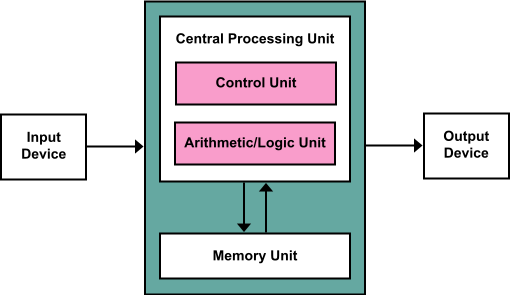 Central Processing Unit
Control Unit
Arithmetic/Logic Unit
Input
Device
Output
Device
Memory Unit